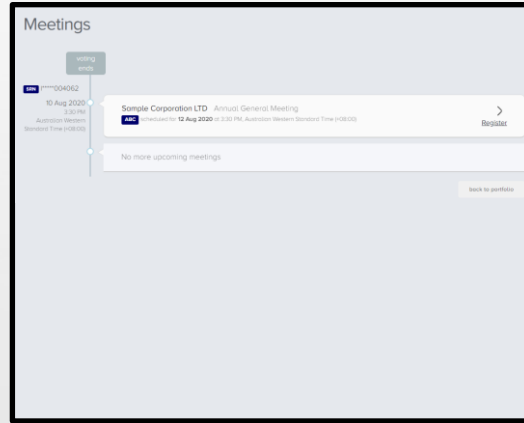 Meetings
voting
ends
SRN I*****004062
10 Aug 2020
3:30 PM
Australian Western
Standard Time (+08:00)
Sample Corporation LTD Annual General Meeting
ABC scheduled for 12 Aug 2020 at 3:30 PM, Australian Western Standard Time (+08:00)
Register
No more upcoming meetings
back to portfolio